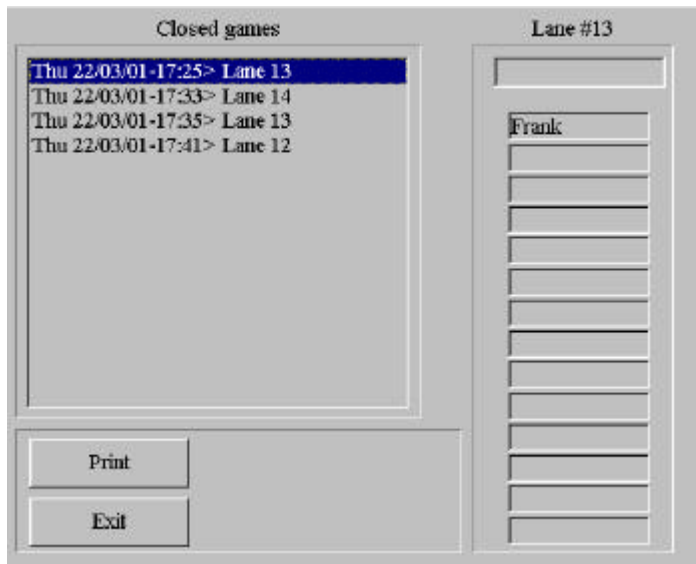 Closed games
Thu 22/03/01-17:25> Lane 13
Thu 22/03/01-17:33> Lane 14
Thu 22/03/01-17:35> Lane 13
Thu 22/03/01-17:41> Lane 12
Print
Exit
Lane #13
Frank